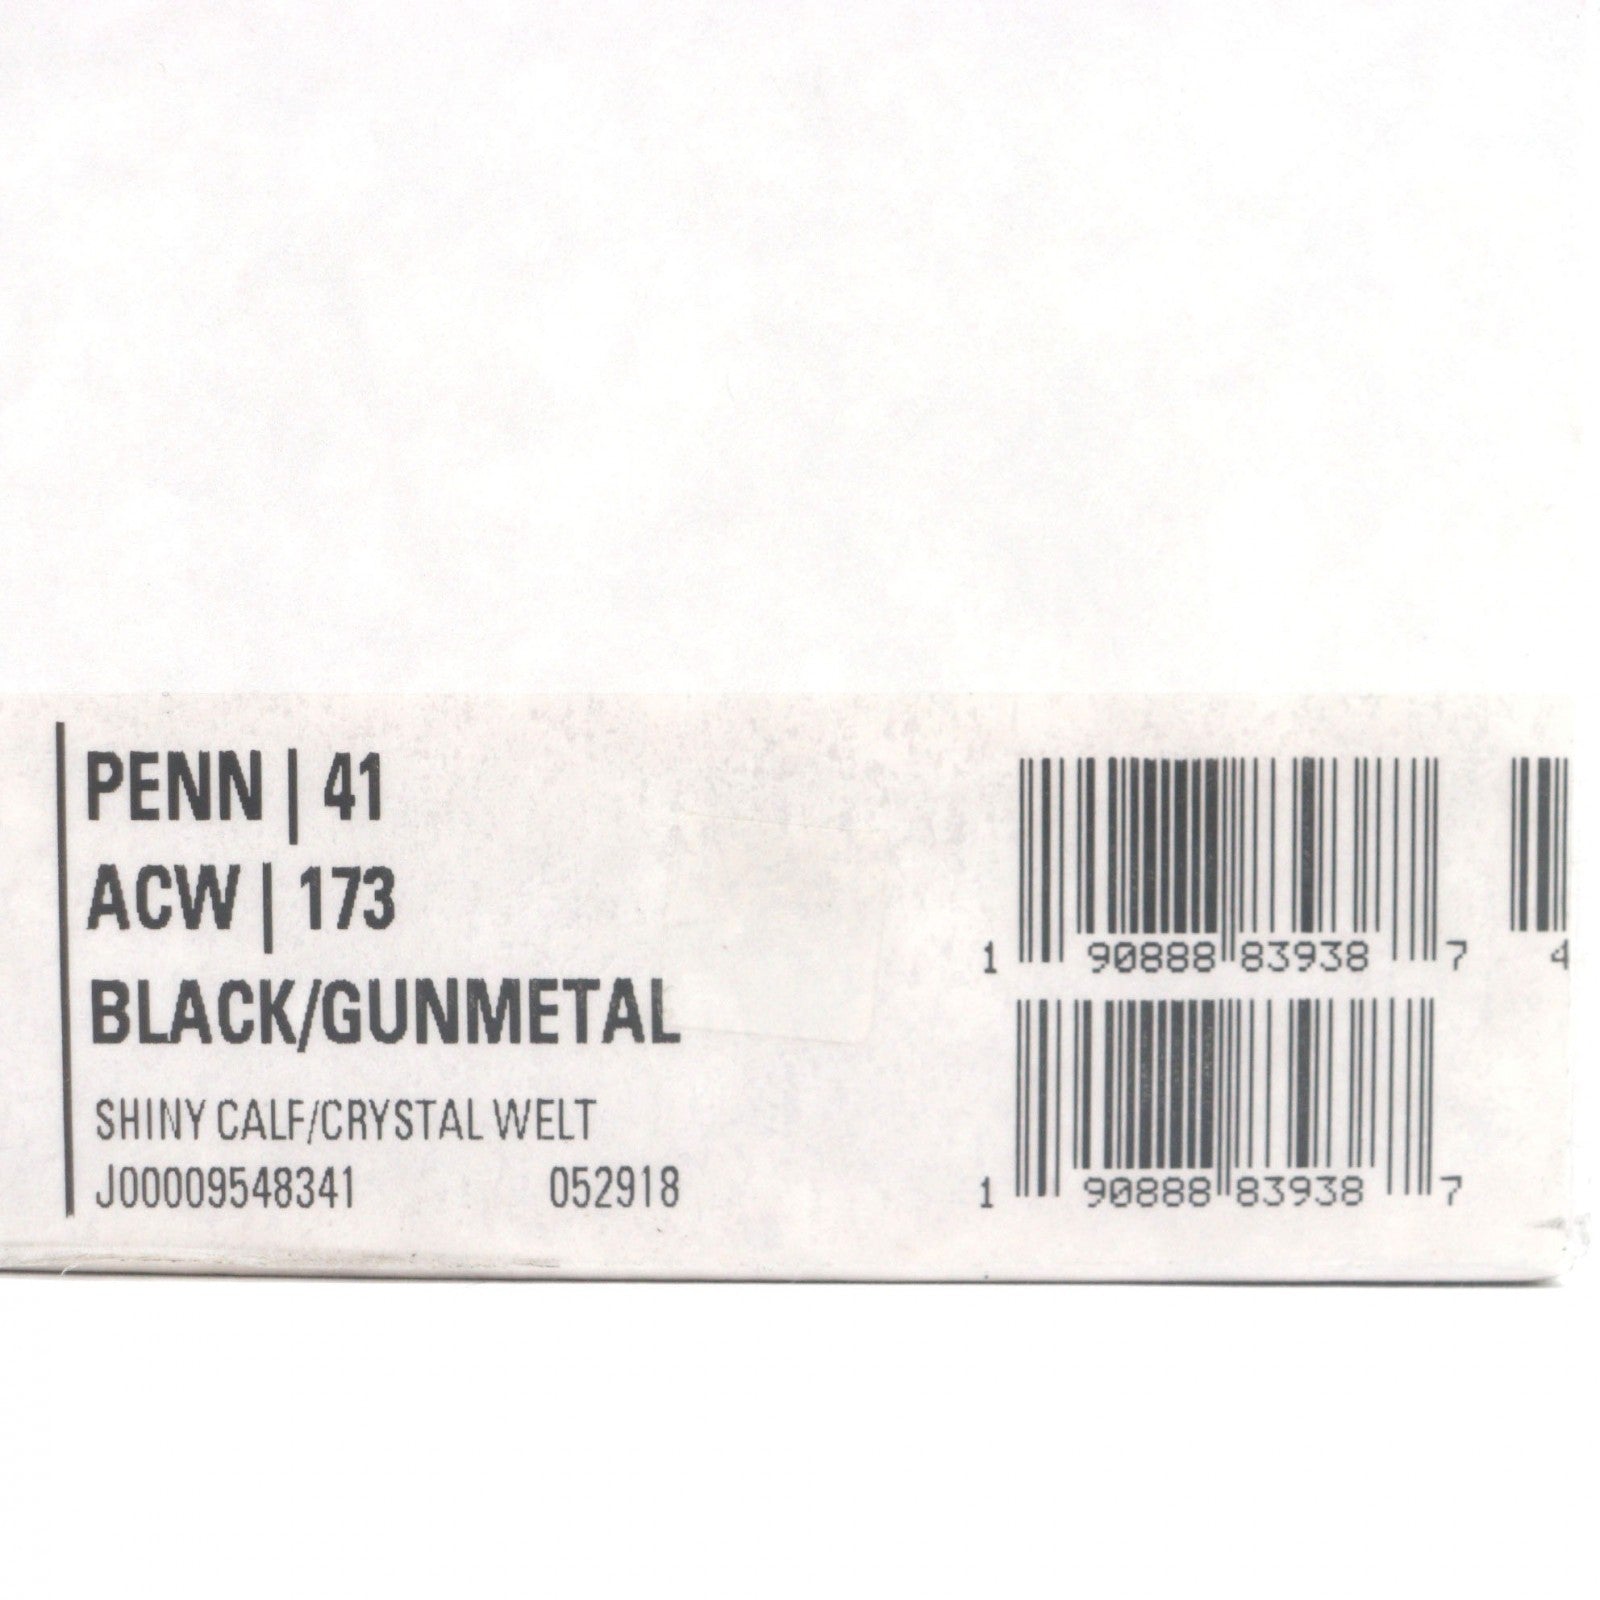 PENN | 41
ACW | 173
BLACK/GUNMETAL
SHINY CALF/CRYSTAL WELT
J00009548341 052918
1 90888 83938 7 4
1 90888 83938 7